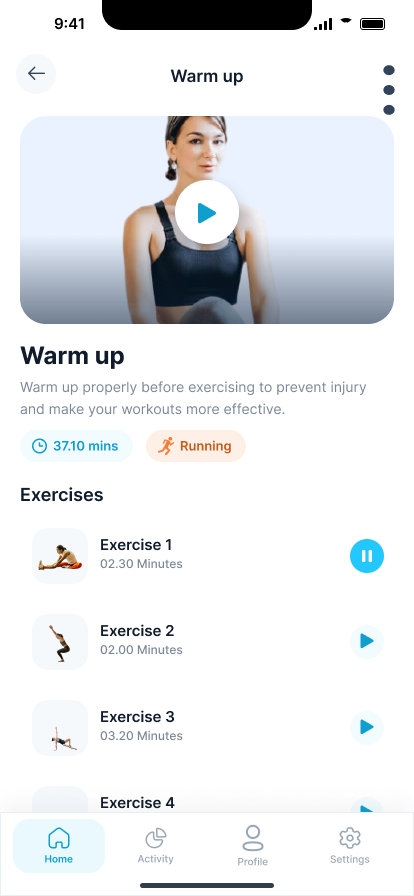 9:41
Warm up
Warm up
Warm up properly before exercising to prevent injury
and make your workouts more effective.
37.10 mins
Running
Exercises
Exercise 1
02.30 Minutes
Exercise 2
02.00 Minutes
Exercise 3
03.20 Minutes
Exercise 4
Home
Activity
Profile
Settings